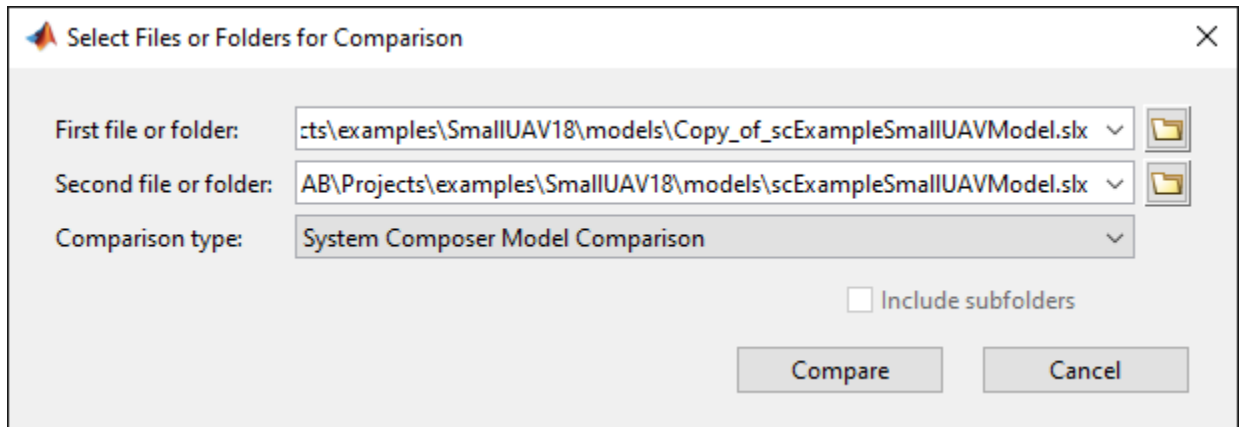 Select Files or Folders for Comparison
First file or folder: cts\examples\SmallUAV18\models\Copy_of_scExampleSmallUAVModel.slx
Second file or folder: AB\Projects\examples\SmallUAV18\models\scExampleSmallUAVModel.slx
Comparison type: System Composer Model Comparison
Include subfolders
Compare Cancel